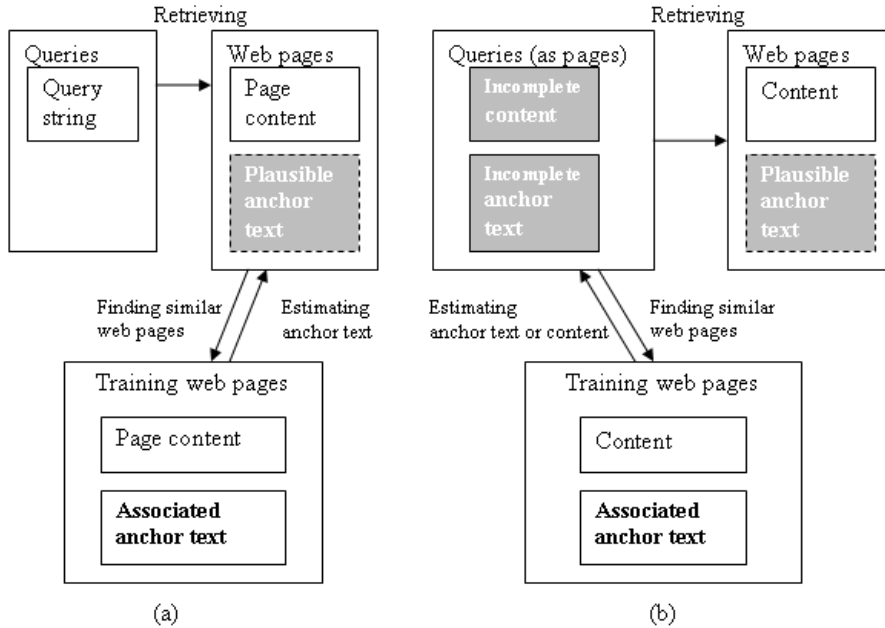 Retrieving
Queries
Query
string
Web pages
Page
content
Plausible
anchor
text
Finding similar
web pages
Estimating
anchor text
Training web pages
Page content
Associated
anchor text
(a)
Retrieving
Queries (as pages)
Incomplete
content
Incomplete
anchor
text
Web pages
Content
Plausible
anchor
text
Estimating
anchor text or content
Finding similar
web pages
Training web pages
Content
Associated
anchor text
(b)